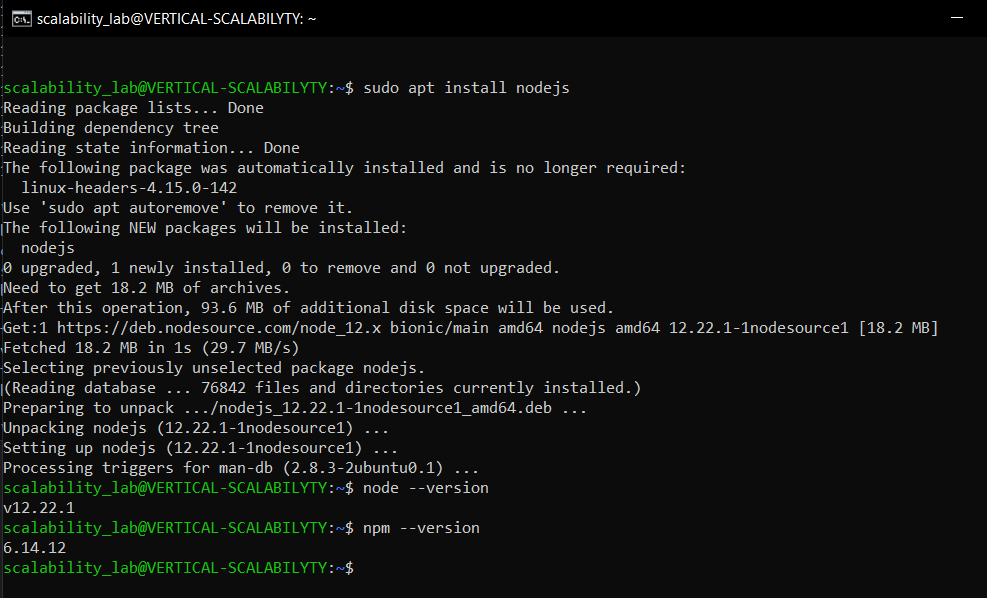 scalability_lab@VERTICAL-SCALABILYTY: ~
scalability_lab@VERTICAL-SCALABILYTY:~$ sudo apt install nodejs
Reading package lists... Done
Building dependency tree
Reading state information... Done
The following package was automatically installed and is no longer required:
  linux-headers-4.15.0-142
Use 'sudo apt autoremove' to remove it.
The following NEW packages will be installed:
  nodejs
0 upgraded, 1 newly installed, 0 to remove and 0 not upgraded.
Need to get 18.2 MB of archives.
After this operation, 93.6 MB of additional disk space will be used.
Get:1 https://deb.nodesource.com/node_12.x bionic/main amd64 nodejs amd64 12.22.1-1nodesource1 [18.2 MB]
Fetched 18.2 MB in 1s (29.7 MB/s)
Selecting previously unselected package nodejs.
(Reading database ... 76842 files and directories currently installed.)
Preparing to unpack .../nodejs_12.22.1-1nodesource1_amd64.deb ...
Unpacking nodejs (12.22.1-1nodesource1) ...
Setting up nodejs (12.22.1-1nodesource1) ...
Processing triggers for man-db (2.8.3-2ubuntu0.1) ...
scalability_lab@VERTICAL-SCALABILYTY:~$ node --version
v12.22.1
scalability_lab@VERTICAL-SCALABILYTY:~$ npm --version
6.14.12
scalability_lab@VERTICAL-SCALABILYTY:~$